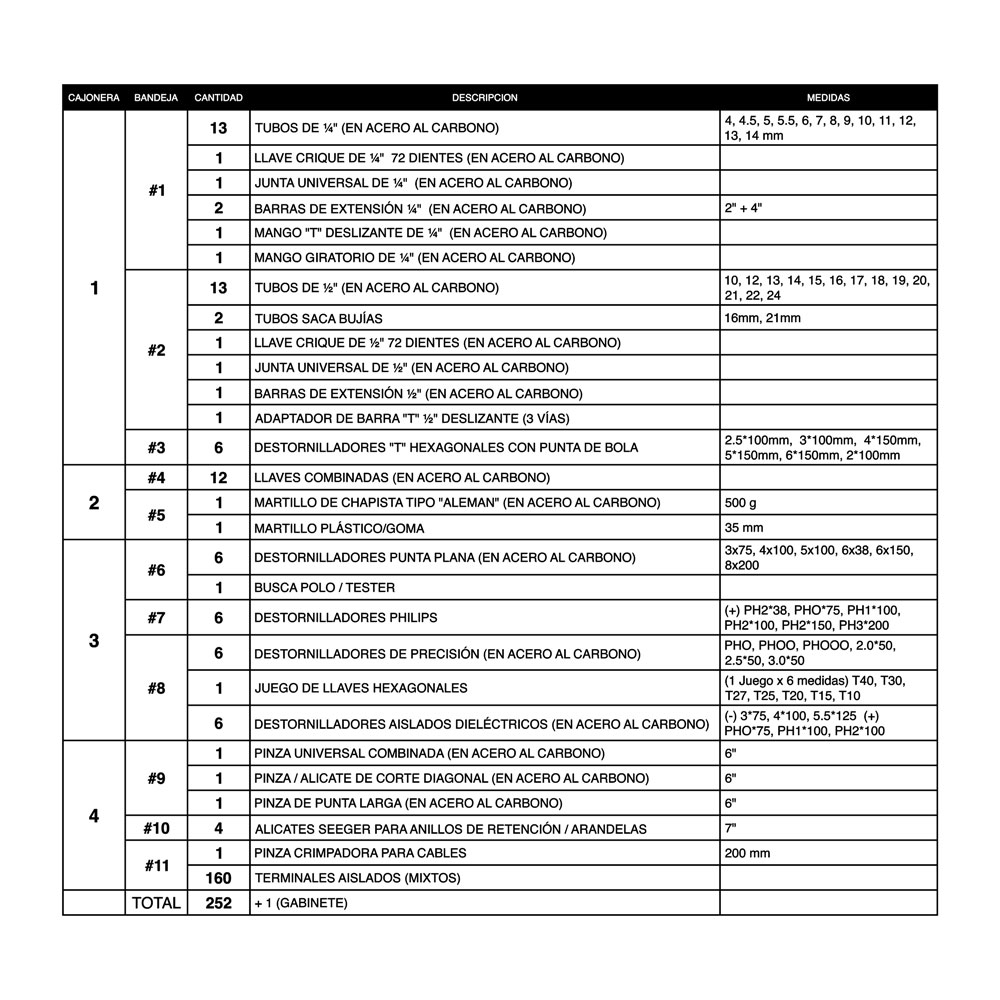 CAJONERA BANDEJA CANTIDAD DESCRIPCION MEDIDAS
1
#1
13 TUBOS DE ¼" (EN ACERO AL CARBONO) 4, 4.5, 5, 5.5, 6, 7, 8, 9, 10, 11, 12,
13, 14 mm
1 LLAVE CRIQUE DE ¼" 72 DIENTES (EN ACERO AL CARBONO)
1 JUNTA UNIVERSAL DE ¼" (EN ACERO AL CARBONO)
2 BARRAS DE EXTENSIÓN ¼" (EN ACERO AL CARBONO) 2" + 4"
1 MANGO "T" DESLIZANTE DE ¼" (EN ACERO AL CARBONO)
1 MANGO GIRATORIO DE ¼" (EN ACERO AL CARBONO)
#2
13 TUBOS DE ½" (EN ACERO AL CARBONO) 10, 12, 13, 14, 15, 16, 17, 18, 19, 20,
21, 22, 24
2 TUBOS SACA BUJÍAS 16mm, 21mm
1 LLAVE CRIQUE DE ½" 72 DIENTES (EN ACERO AL CARBONO)
1 JUNTA UNIVERSAL DE ½" (EN ACERO AL CARBONO)
1 BARRAS DE EXTENSIÓN ½" (EN ACERO AL CARBONO)
1 ADAPTADOR DE BARRA "T" ½" DESLIZANTE (3 VÍAS)
#3
6 DESTORNILLADORES "T" HEXAGONALES CON PUNTA DE BOLA 2.5*100mm, 3*100mm, 4*150mm,
5*150mm, 6*150mm, 2*100mm
2
#4
12 LLAVES COMBINADAS (EN ACERO AL CARBONO)
#5
1 MARTILLO DE CHAPISTA TIPO "ALEMAN" (EN ACERO AL CARBONO) 500 g
1 MARTILLO PLÁSTICO/GOMA 35 mm
3
#6
6 DESTORNILLADORES PUNTA PLANA (EN ACERO AL CARBONO) 3x75, 4x100, 5x100, 6x38, 6x150,
8x200
1 BUSCA POLO / TESTER
#7
6 DESTORNILLADORES PHILIPS (+) PH2*38, PHO*75, PH1*100,
PH2*100, PH2*150, PH3*200
#8
6 DESTORNILLADORES DE PRECISIÓN (EN ACERO AL CARBONO) PHO, PHOO, PHOOO, 2.0*50,
2.5*50, 3.0*50
1 JUEGO DE LLAVES HEXAGONALES (1 Juego x 6 medidas) T40, T30,
T27, T25, T20, T15, T10
6 DESTORNILLADORES AISLADOS DIELÉCTRICOS (EN ACERO AL CARBONO) (-) 3*75, 4*100, 5.5*125 (+)
PHO*75, PH1*100, PH2*100
4
#9
1 PINZA UNIVERSAL COMBINADA (EN ACERO AL CARBONO) 6"
1 PINZA / ALICATE DE CORTE DIAGONAL (EN ACERO AL CARBONO) 6"
1 PINZA DE PUNTA LARGA (EN ACERO AL CARBONO) 6"
#10
4 ALICATES SEEGER PARA ANILLOS DE RETENCIÓN / ARANDELAS 7"
#11
1 PINZA CRIMPADORA PARA CABLES 200 mm
160 TERMINALES AISLADOS (MIXTOS)
TOTAL 252 + 1 (GABINETE)